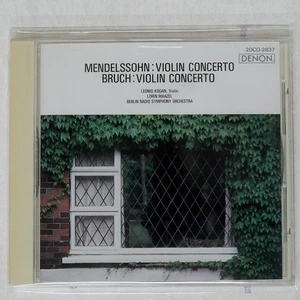 20CO-2837
DENON
MENDELSSOHN : VIOLIN CONCERTO
BRUCH : VIOLIN CONCERTO
LEONID KOGAN, Violin
LORIN MAAZEL
BERLIN RADIO SYMPHONY ORCHESTRA